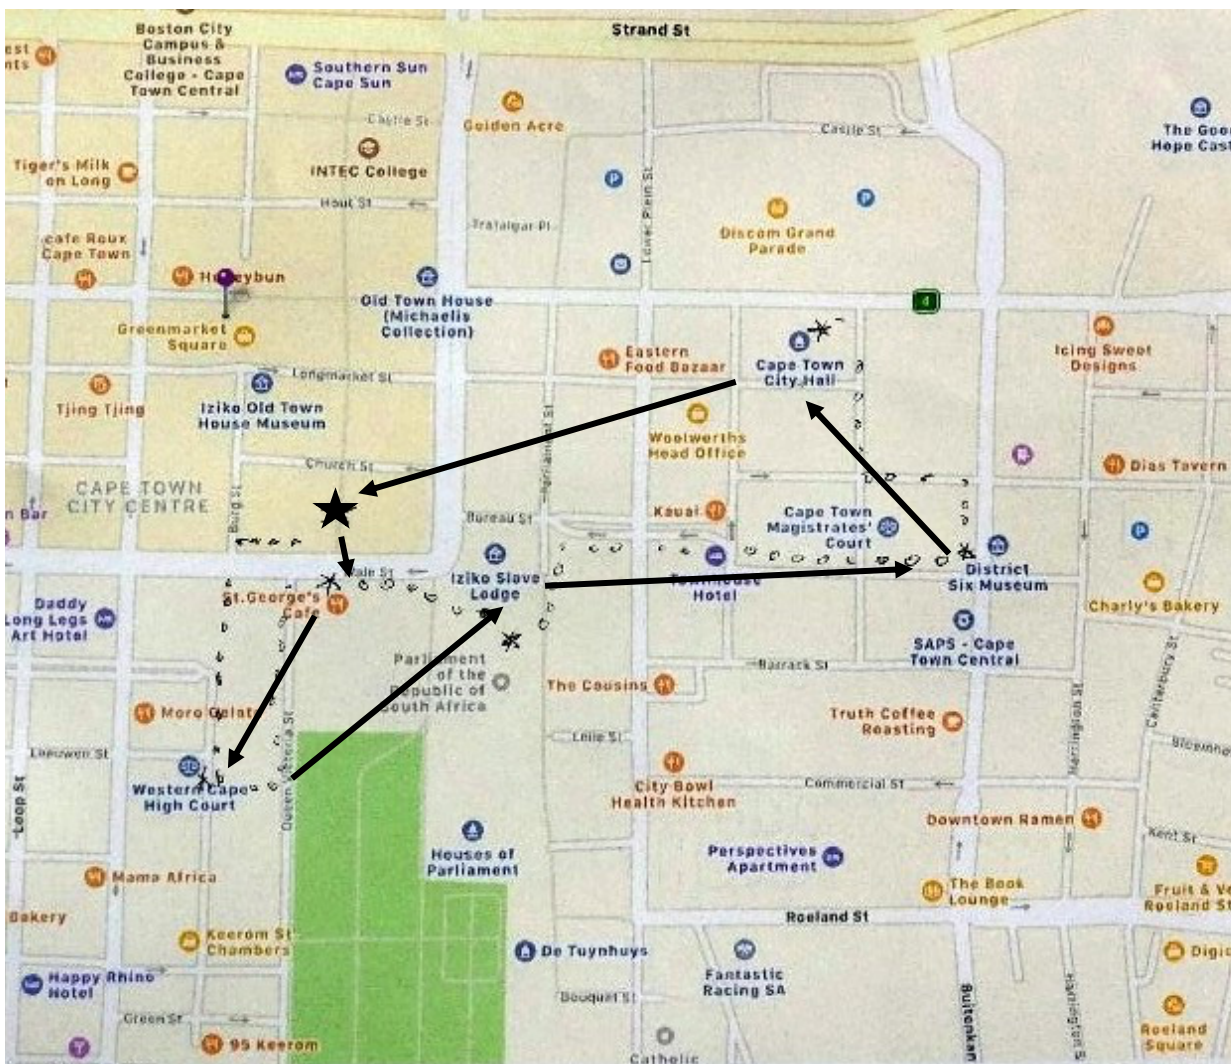 Boston City
Campus &
Business
College - Cape
Town Central
Strand St
Southern Sun
Cape Sun
Castle St
Golden Acre
Castle St
The Goo
Hope Cast
Tiger's Milk
on Long
INTEC College
Hout St
Trafalgar Pl
Lower Plein St
P
P
Discom Grand
Parade
cafe Roux
Cape Town
Old Town House
(Michaelis
Collection)
4
Greenmarket
Square
Longmarket St
Eastern
Food Bazaar
Cape Town
City Hall
Icing Sweet
Designs
Tjing Tjing
Iziko Old Town
House Museum
Woolworths
Head Office
Parliament St
Church St
Dias Tavern
CAPE TOWN
CITY CENTRE
Burg St
n Bar
Bureau St
Kauai
Cape Town
Magistrates'
Court
P
Iziko Slave
Lodge
Townhouse
Hotel
District
Six Museum
St.George's
Cafe
Charly's Bakery
Daddy
Long Legs
Art Hotel
SAPS - Cape
Town Central
Parliament
of the
Republic of
South Africa
Barrack St
The Cousins
Canterbury St
Moro Gelato
Truth Coffee
Roasting
Leeuwen St
Queen Victoria St
Harrington St
Western Cape
High Court
City Bowl
Health Kitchen
Commercial St
Loop St
Downtown Ramen
Kent St
Houses of
Parliament
Perspectives
Apartment
Mama Africa
The Book
Lounge
Fruit & Ve
Roeland St
Bakery
Roeland St
Keerom St
Chambers
De Tuynhuys
Fantastic
Racing SA
Happy Rhino
Hotel
Bouquet St
Buitenkan
Roeland
Square
Green St
95 Keerom
Catholic